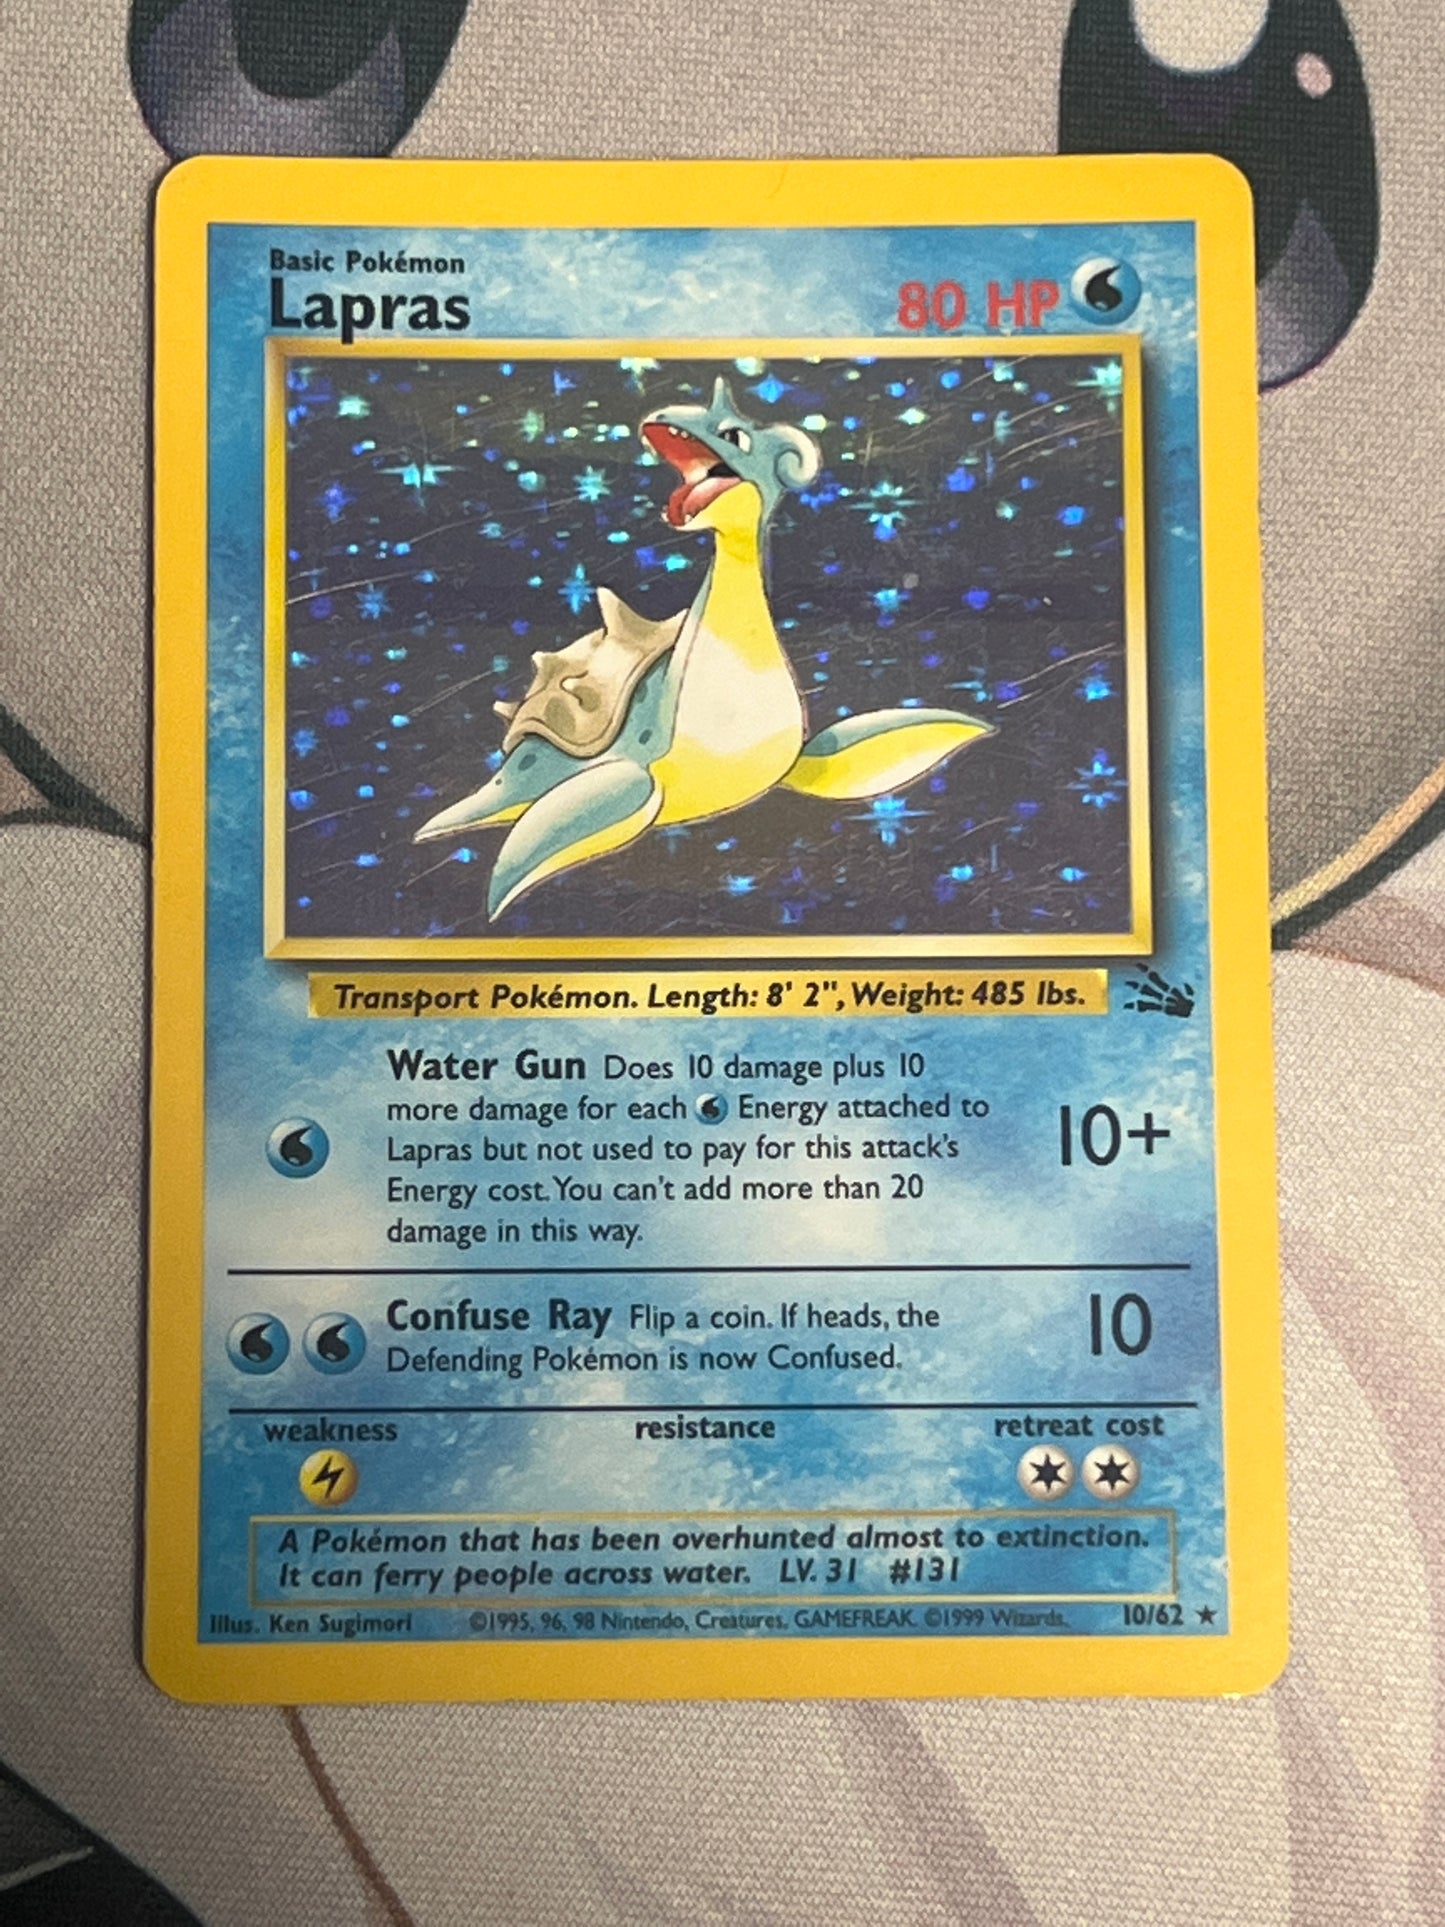 Basic Pokémon
Lapras
80 HP
Transport Pokémon. Length: 8' 2", Weight: 485 lbs.
Water Gun Does 10 damage plus 10
more damage for each Energy attached to
Lapras but not used to pay for this attack's
Energy cost. You can't add more than 20
damage in this way.
10+
Confuse Ray Flip a coin. If heads, the
Defending Pokémon is now Confused.
10
weakness resistance retreat cost
A Pokémon that has been overhunted almost to extinction.
It can ferry people across water. LV. 31 #131
Illus. Ken Sugimori ©1995, 96, 98 Nintendo, Creatures, GAMEFREAK. ©1999 Wizards. 10/62 ★